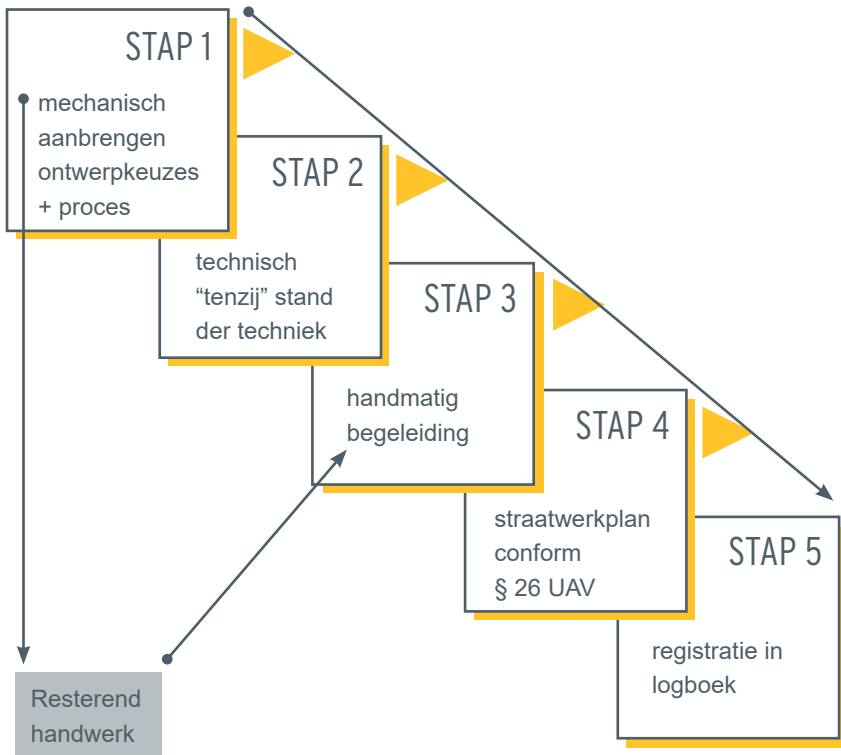 STAP 1
mechanisch
aanbrengen
ontwerpkeuzes
+ proces
STAP 2
technisch
“tenzij” stand
der techniek
STAP 3
handmatig
begeleiding
STAP 4
straatwerkplan
conform
§ 26 UAV
STAP 5
registratie in
logboek
Resterend
handwerk